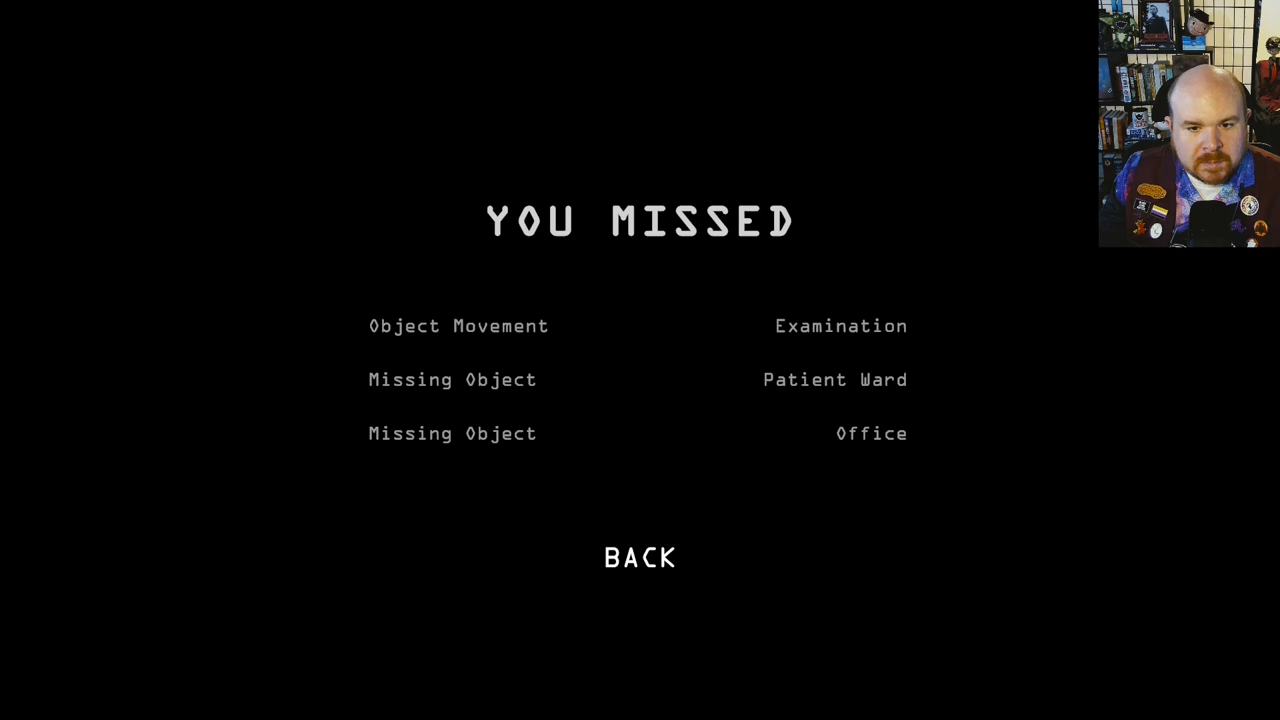 YOU MISSED
Object Movement Examination
Missing Object Patient Ward
Missing Object Office
BACK